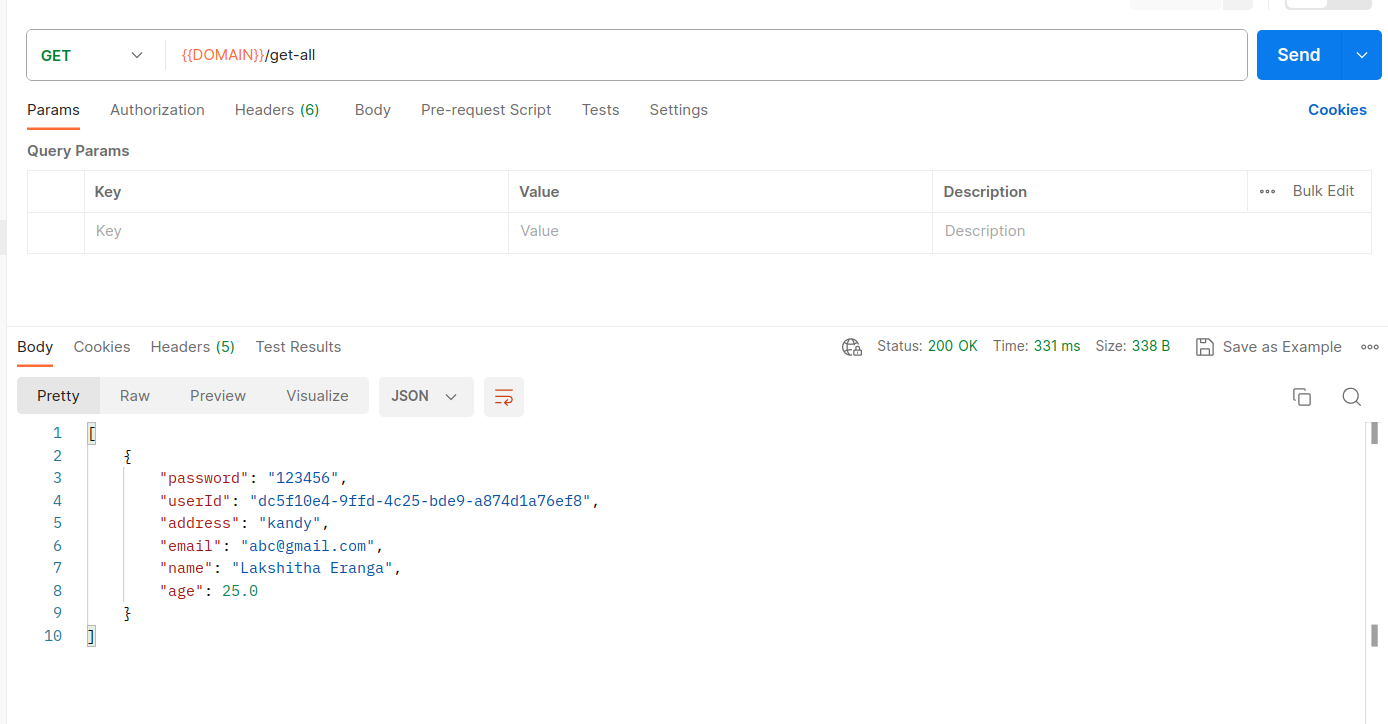 GET {{DOMAIN}}/get-all Send
Params Authorization Headers (6) Body Pre-request Script Tests Settings Cookies
Query Params
Key Value Description ••• Bulk Edit
Key Value Description
Body Cookies Headers (5) Test Results Status: 200 OK Time: 331 ms Size: 338 B Save as Example
Pretty Raw Preview Visualize JSON
1 [
2 {
3 "password": "123456",
4 "userId": "dc5f10e4-9ffd-4c25-bde9-a874d1a76ef8",
5 "address": "kandy",
6 "email": "abc@gmail.com",
7 "name": "Lakshitha Eranga",
8 "age": 25.0
9 }
10 ]